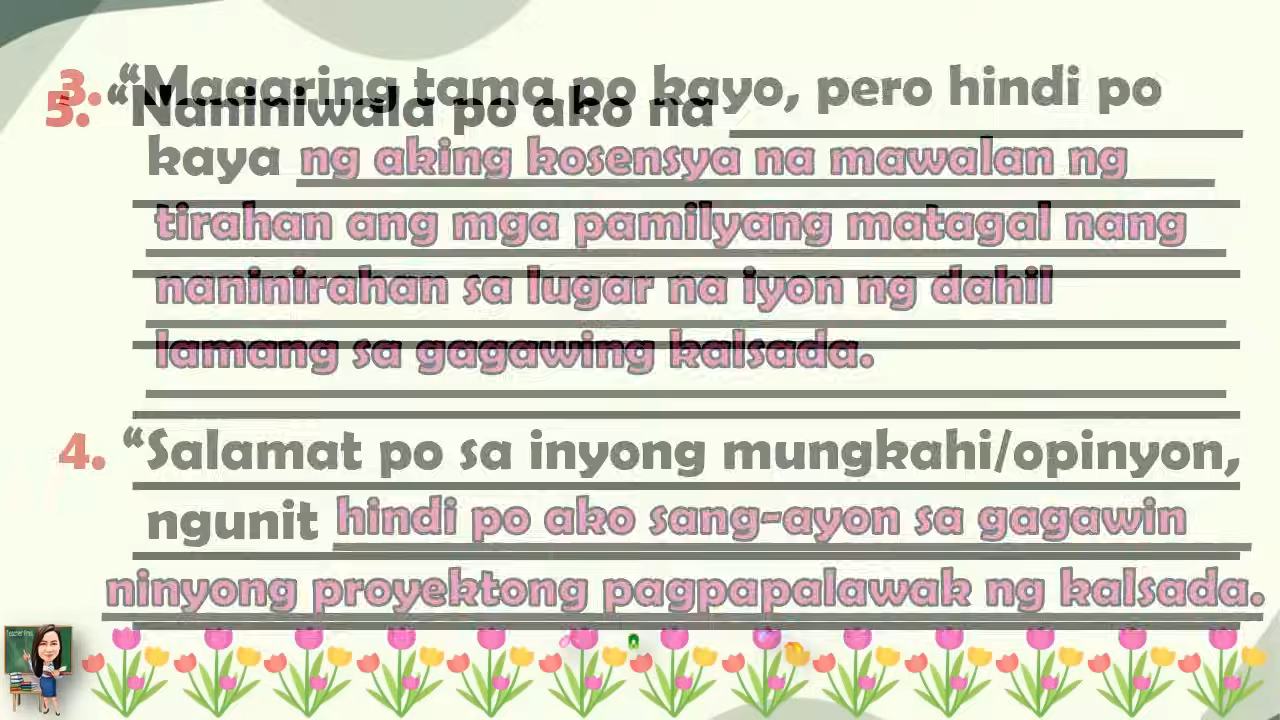 3. “Maaaring tama po kayo, pero hindi po
5. “Naniniwala po ako na
kaya ng aking kosensya na mawalan ng
tirahan ang mga pamilyang matagal nang
naninirahan sa lugar na iyon ng dahil
lamang sa gagawing kalsada.
4. “Salamat po sa inyong mungkahi/opinyon,
ngunit hindi po ako sang-ayon sa gagawin
ninyong proyektong pagpapalawak ng kalsada.